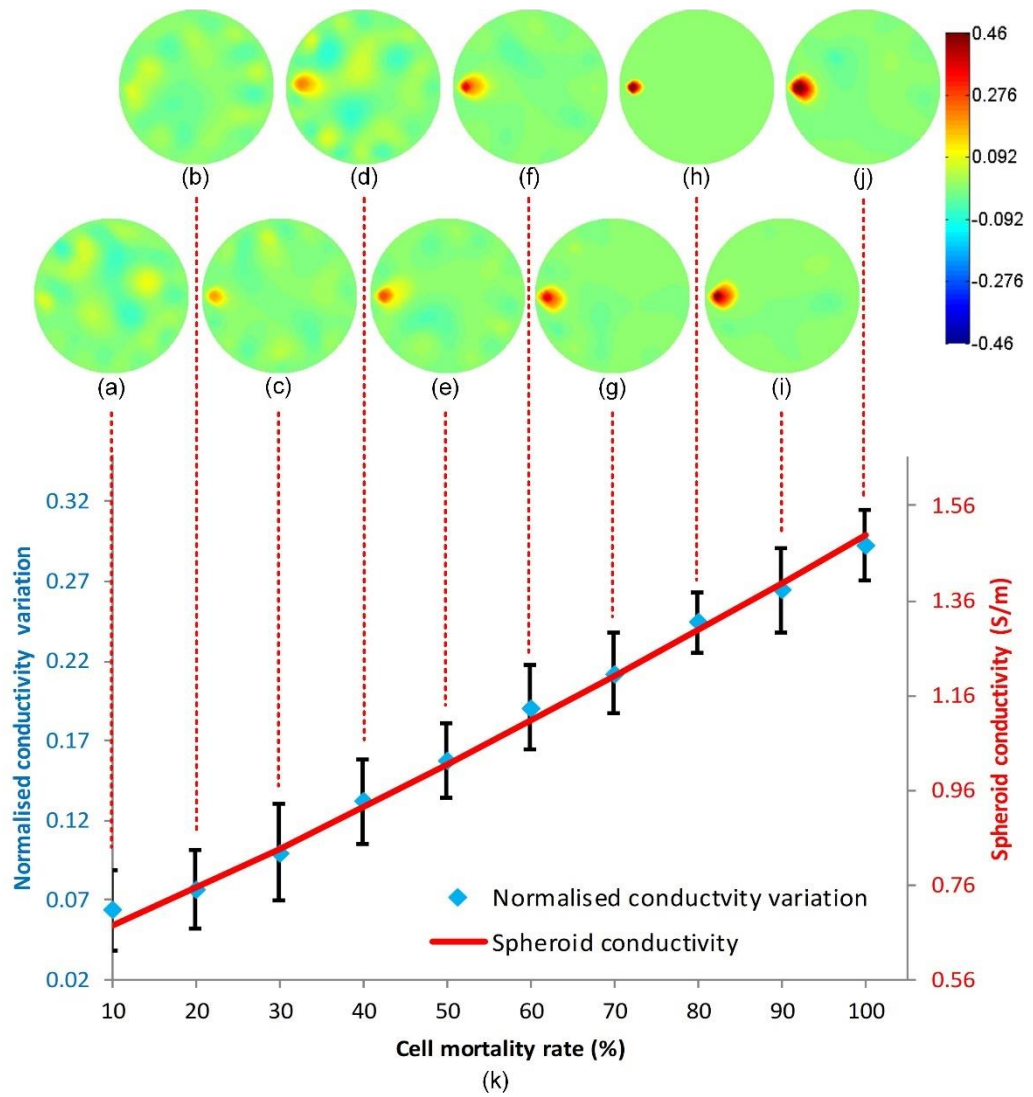 0.46
0.276
0.092
-0.092
-0.276
-0.46
(b) (d) (f) (h) (j)
(a) (c) (e) (g) (i)
Normalised conductivity variation
0.32
0.27
0.22
0.17
0.12
0.07
0.02
1.56
1.36
1.16
0.96
0.76
0.56
Spheroid conductivity (S/m)
Normalised conductvity variation
Spheroid conductivity
10 20 30 40 50 60 70 80 90 100
Cell mortality rate (%)
(k)